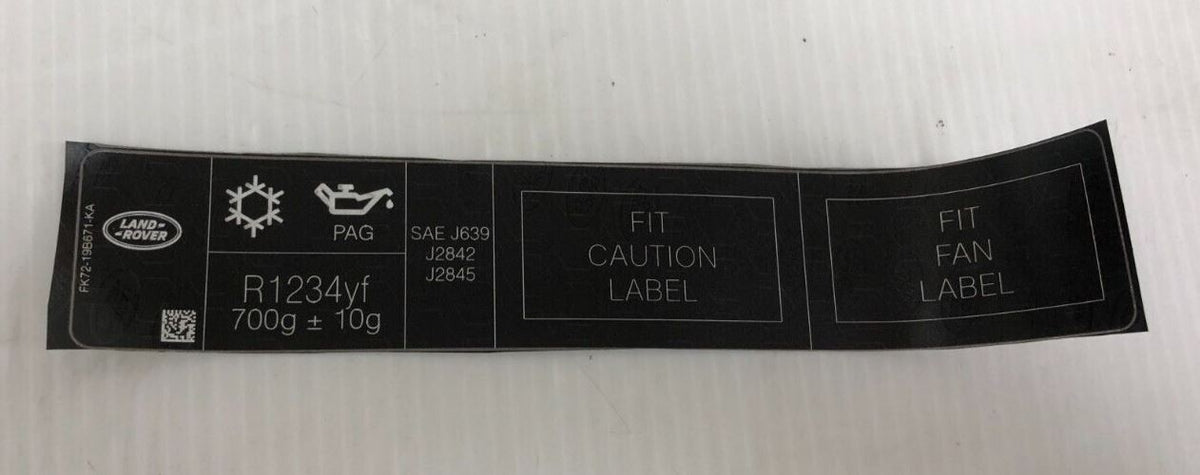 FK72-19B671-KA
LAND-
-ROVER
PAG
R1234yf
700g ± 10g
SAE J639
J2842
J2845
FIT
CAUTION
LABEL
FIT
FAN
LABEL